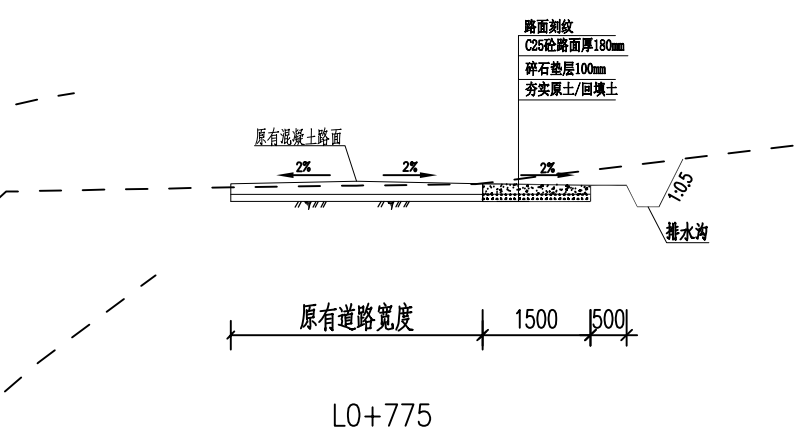 路面刻纹
C25砼路面厚180mm
碎石垫层100mm
夯实原土/回填土
原有混凝土路面
2%
2%
2%
1:0.5
排水沟
原有道路宽度
1500
500
L0+775